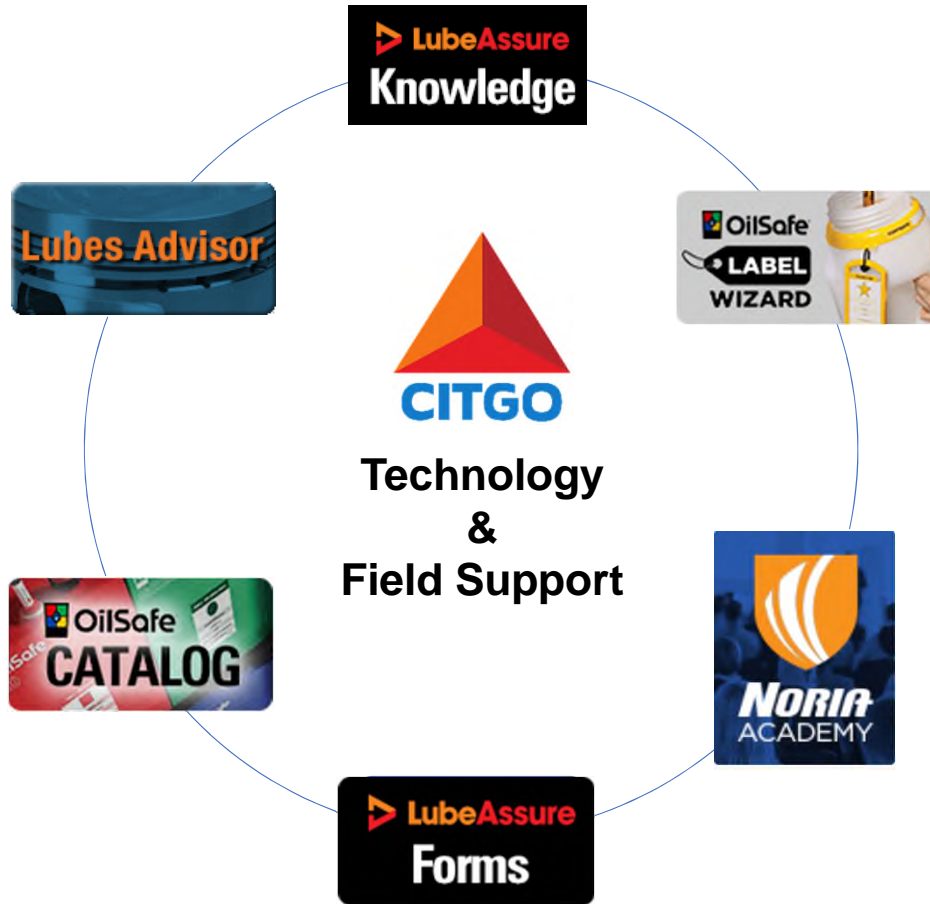 LubeAssure
Knowledge
Lubes Advisor
OilSafe
LABEL
WIZARD
CITGO
Technology
&
Field Support
OilSafe
CATALOG
NORIA
ACADEMY
LubeAssure
Forms